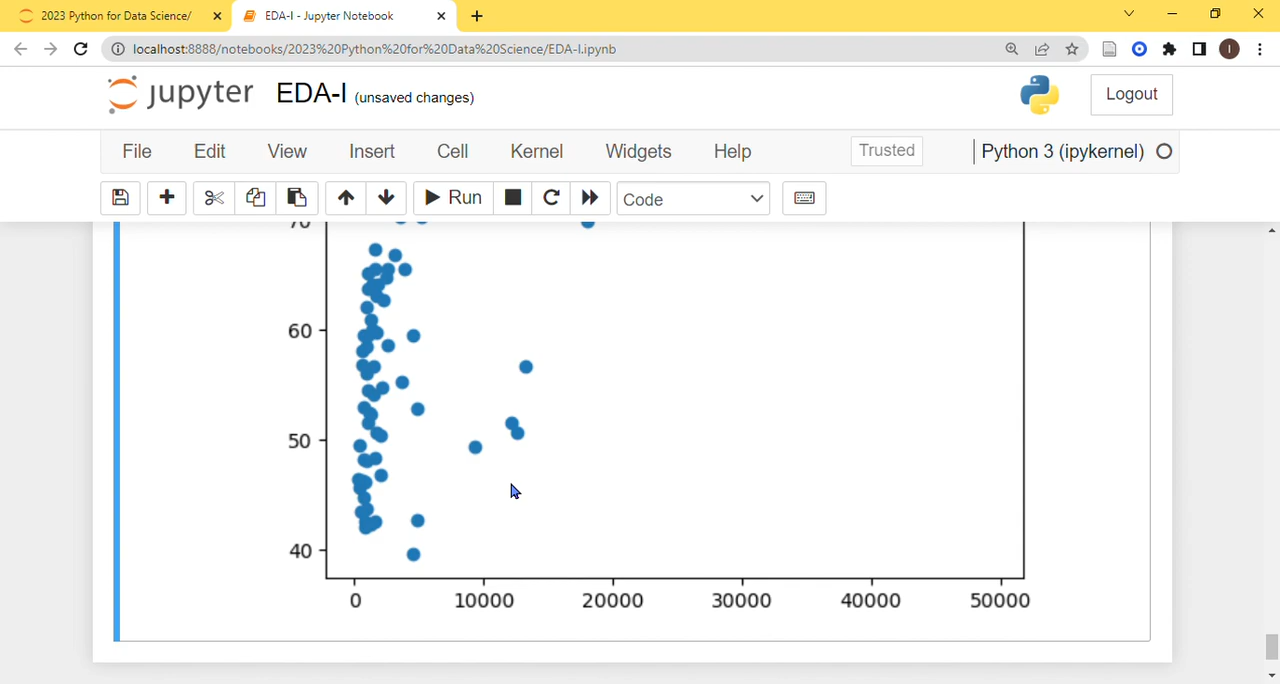 2023 Python for Data Science/
EDA-I - Jupyter Notebook
localhost:8888/notebooks/2023%20Python%20for%20Data%20Science/EDA-I.ipynb
I
jupyter EDA-I (unsaved changes)
Logout
File Edit View Insert Cell Kernel Widgets Help Trusted Python 3 (ipykernel)
Run Code
70
60
50
40
0 10000 20000 30000 40000 50000